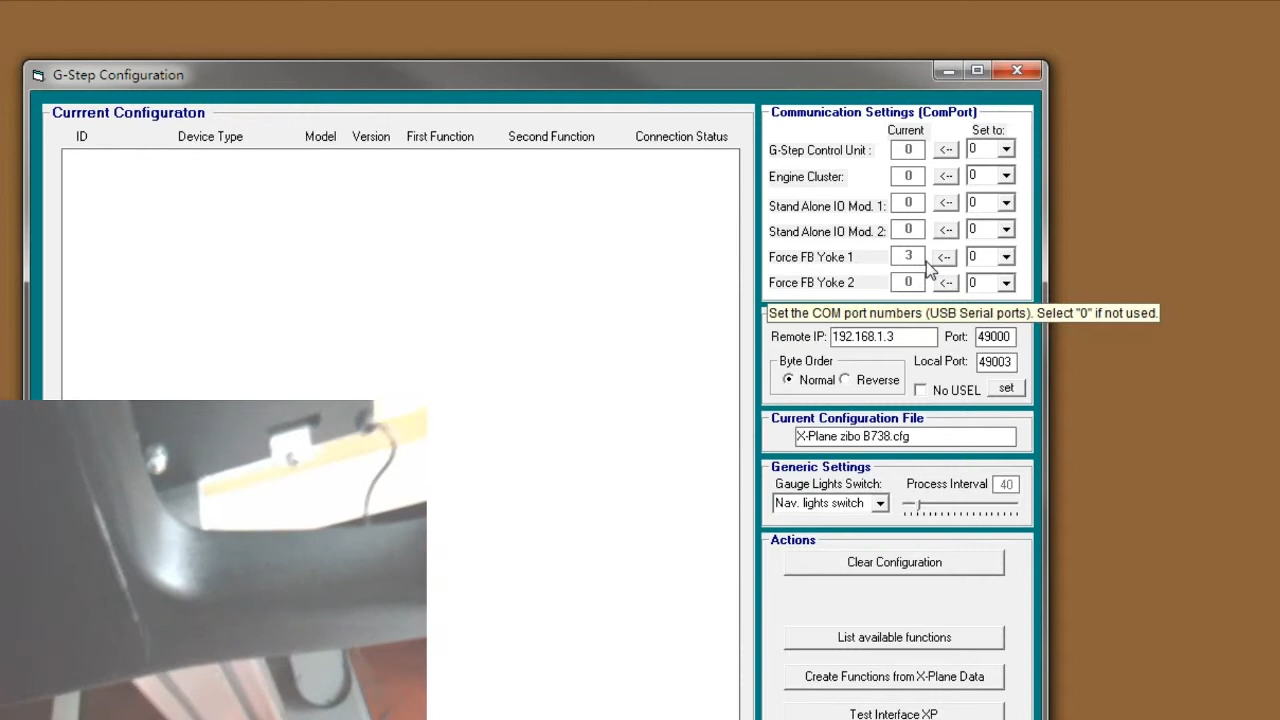 G-Step Configuration
Currrent Configuraton
ID Device Type Model Version First Function Second Function Connection Status
Communication Settings (ComPort)
Current Set to:
G-Step Control Unit : 0 <-- 0
Engine Cluster: 0 <-- 0
Stand Alone IO Mod. 1: 0 <-- 0
Stand Alone IO Mod. 2: 0 <-- 0
Force FB Yoke 1 3 <-- 0
Force FB Yoke 2 0 <-- 0
Set the COM port numbers (USB Serial ports). Select "0" if not used.
Remote IP: 192.168.1.3 Port: 49000
Byte Order Local Port: 49003
Normal Reverse No USEL set
Current Configuration File
X-Plane zibo B738.cfg
Generic Settings
Gauge Lights Switch: Process Interval 40
Nav. lights switch
Actions
Clear Configuration
List available functions
Create Functions from X-Plane Data
Test Interface XP